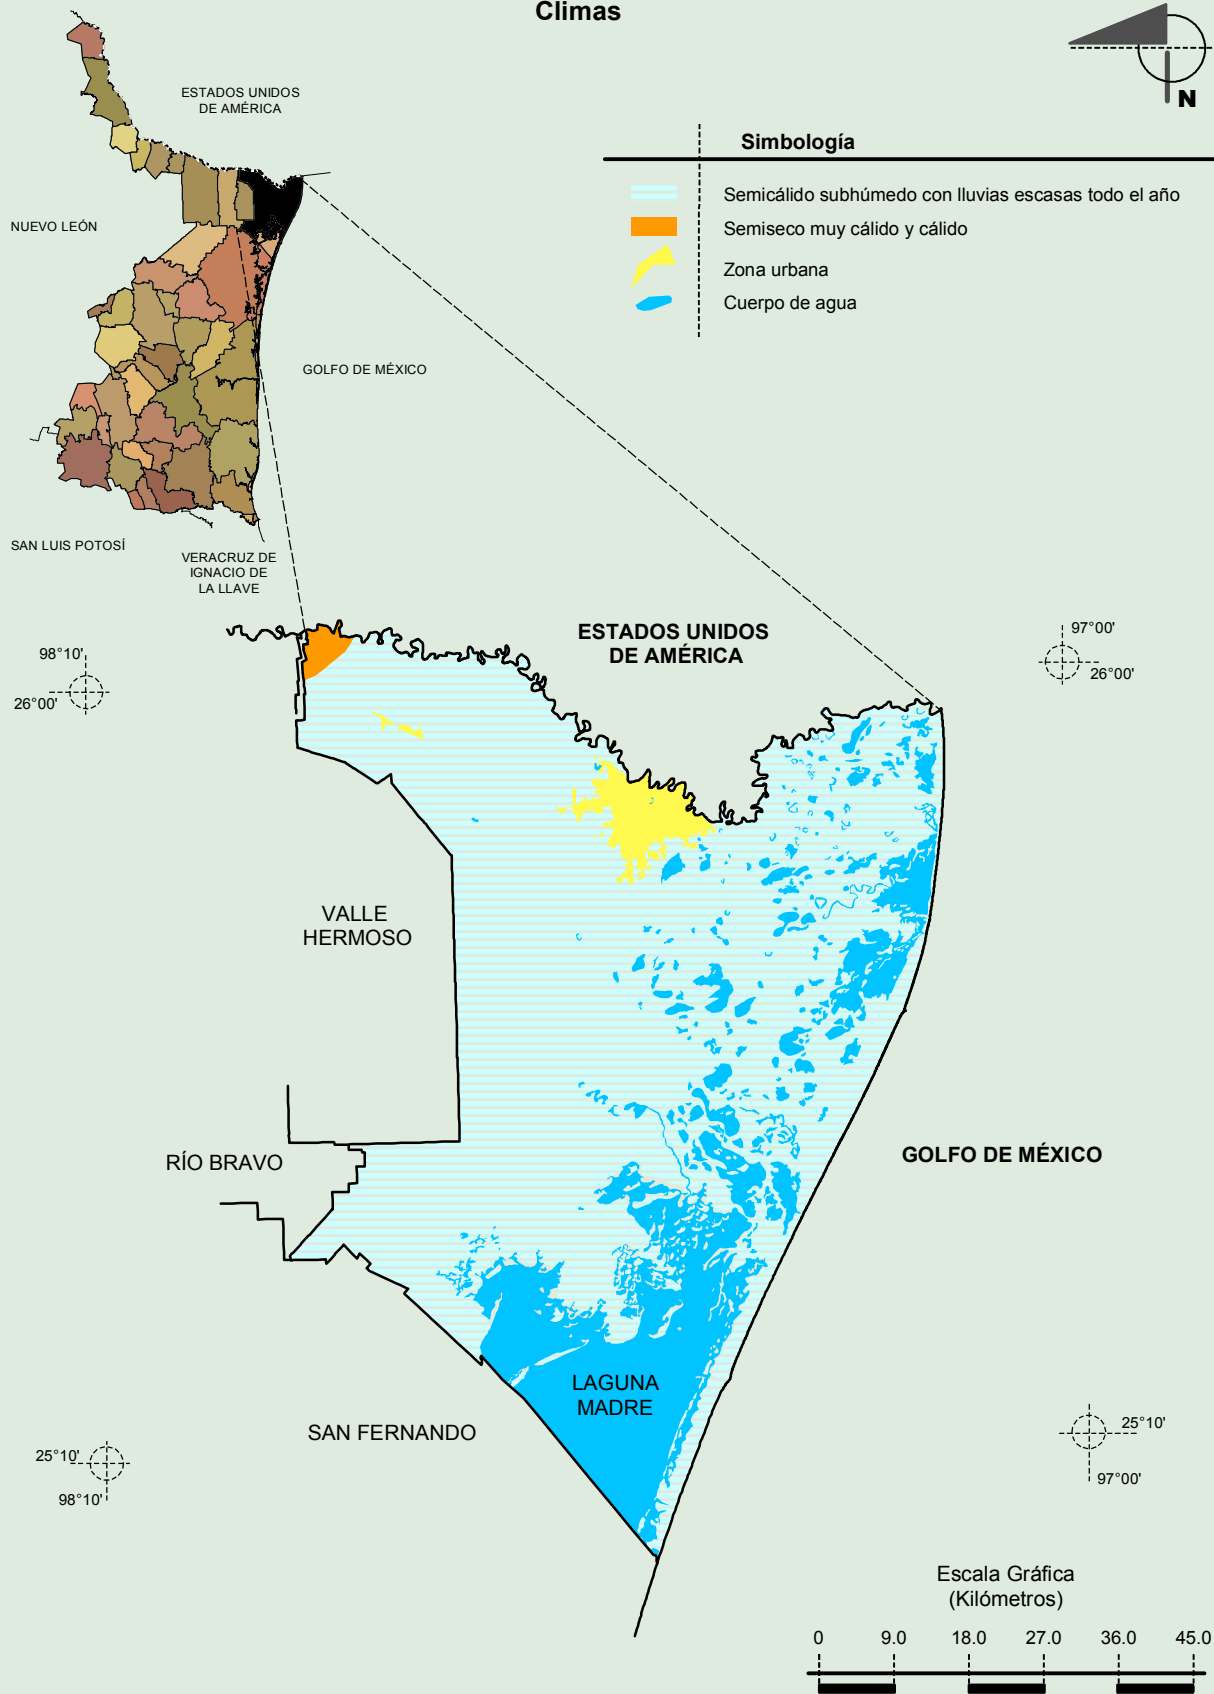 Climas
N
ESTADOS UNIDOS
DE AMÉRICA
NUEVO LEÓN
GOLFO DE MÉXICO
SAN LUIS POTOSÍ
VERACRUZ DE
IGNACIO DE
LA LLAVE
Simbología
Semicálido subhúmedo con lluvias escasas todo el año
Semiseco muy cálido y cálido
Zona urbana
Cuerpo de agua
ESTADOS UNIDOS
DE AMÉRICA
98°10'
26°00'
97°00'
26°00'
VALLE
HERMOSO
RÍO BRAVO
GOLFO DE MÉXICO
LAGUNA
MADRE
SAN FERNANDO
25°10'
98°10'
25°10'
97°00'
Escala Gráfica
(Kilómetros)
0 9.0 18.0 27.0 36.0 45.0